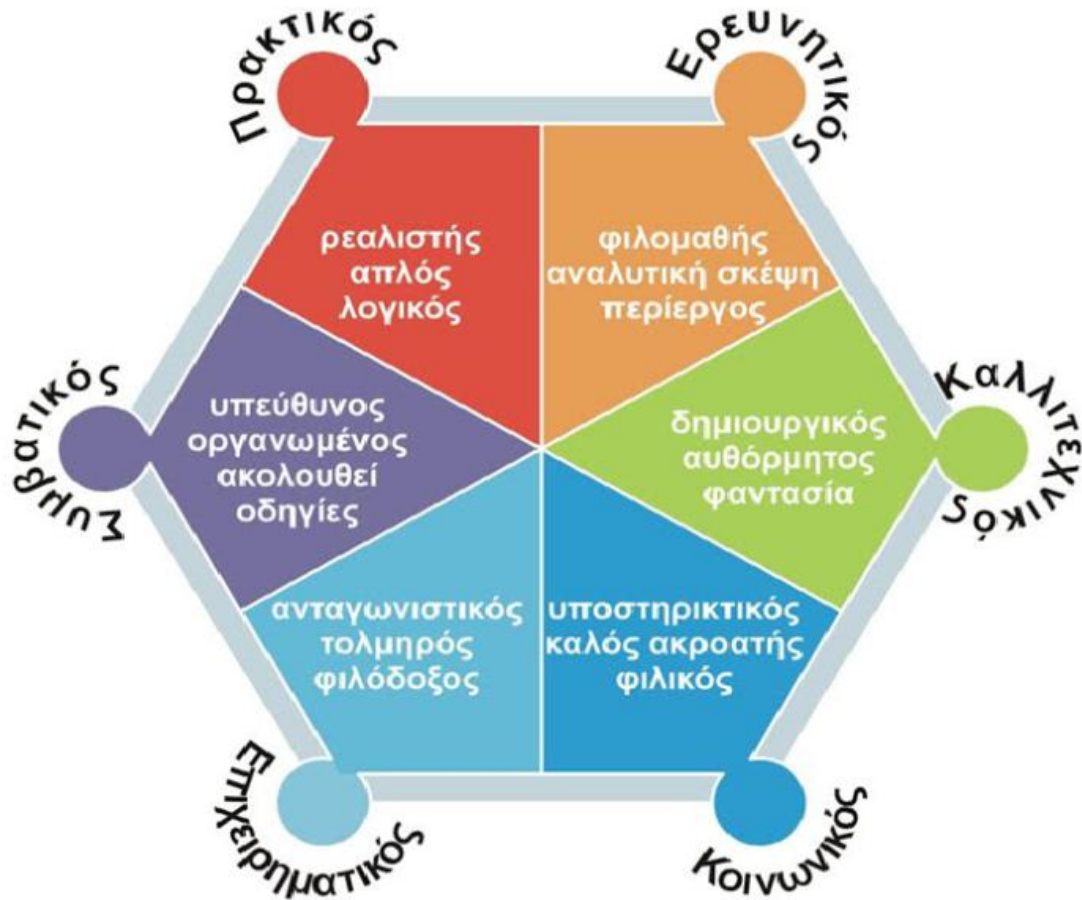 Πρακτικός
Ερευνητικός
ρεαλιστής
απλός
λογικός
φιλομαθής
αναλυτική σκέψη
περίεργος
Συμβατικός
υπεύθυνος
οργανωμένος
ακολουθεί
οδηγίες
δημιουργικός
αυθόρμητος
φαντασία
Καλλιτεχνικός
ανταγωνιστικός
τολμηρός
φιλόδοξος
υποστηρικτικός
καλός ακροατής
φιλικός
Επιχειρηματικός
Κοινωνικός